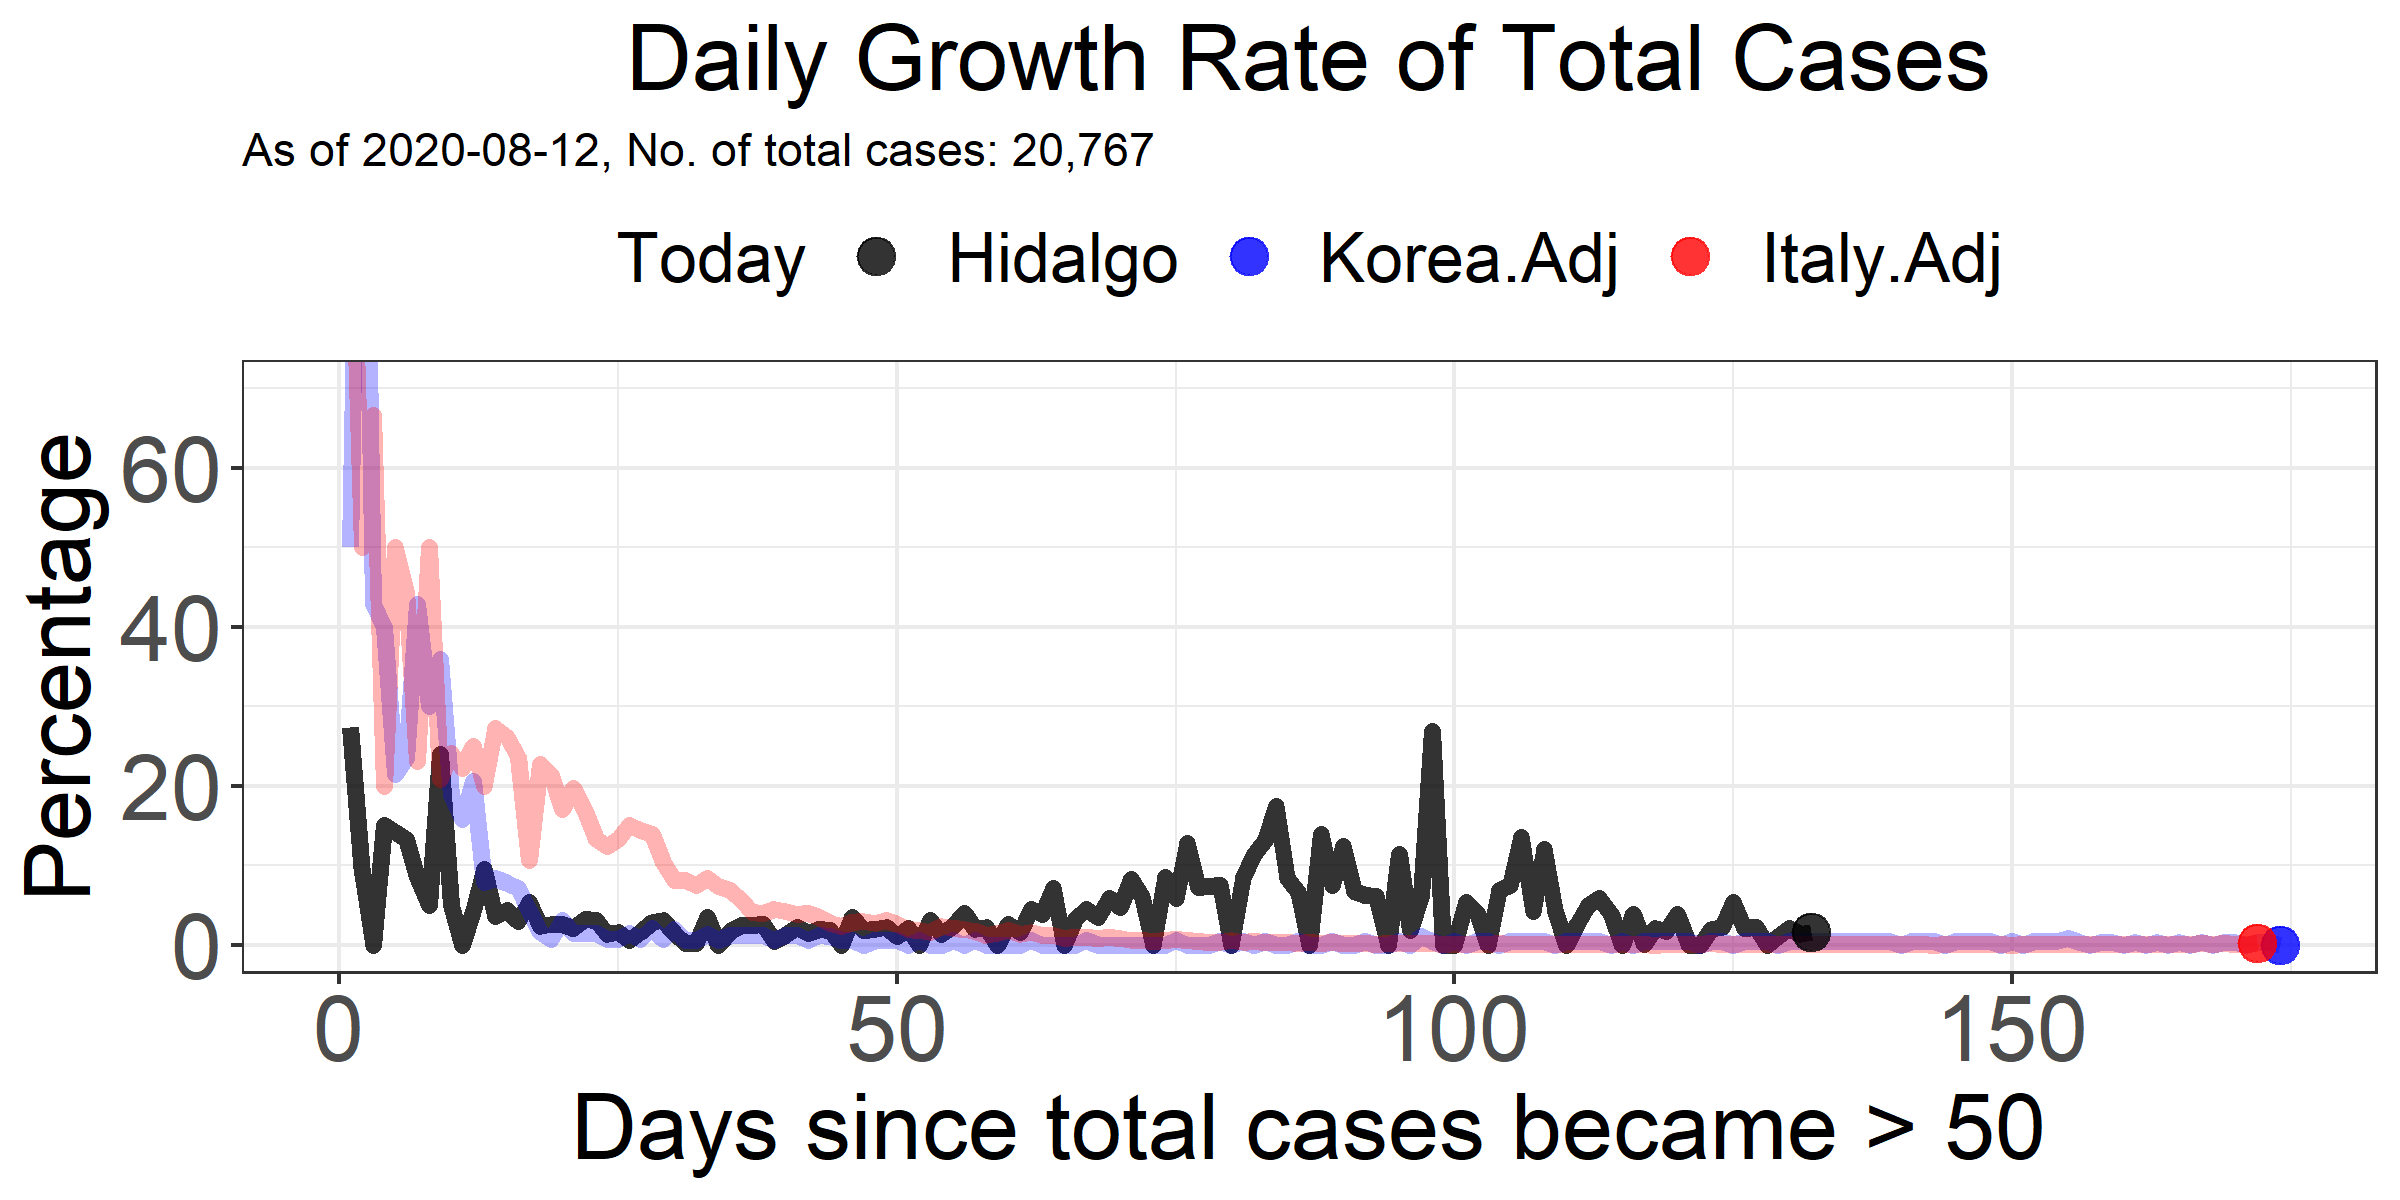 Daily Growth Rate of Total Cases
As of 2020-08-12, No. of total cases: 20,767
Today Hidalgo Korea.Adj Italy.Adj
Percentage
60
40
20
0
0 50 100 150
Days since total cases became > 50